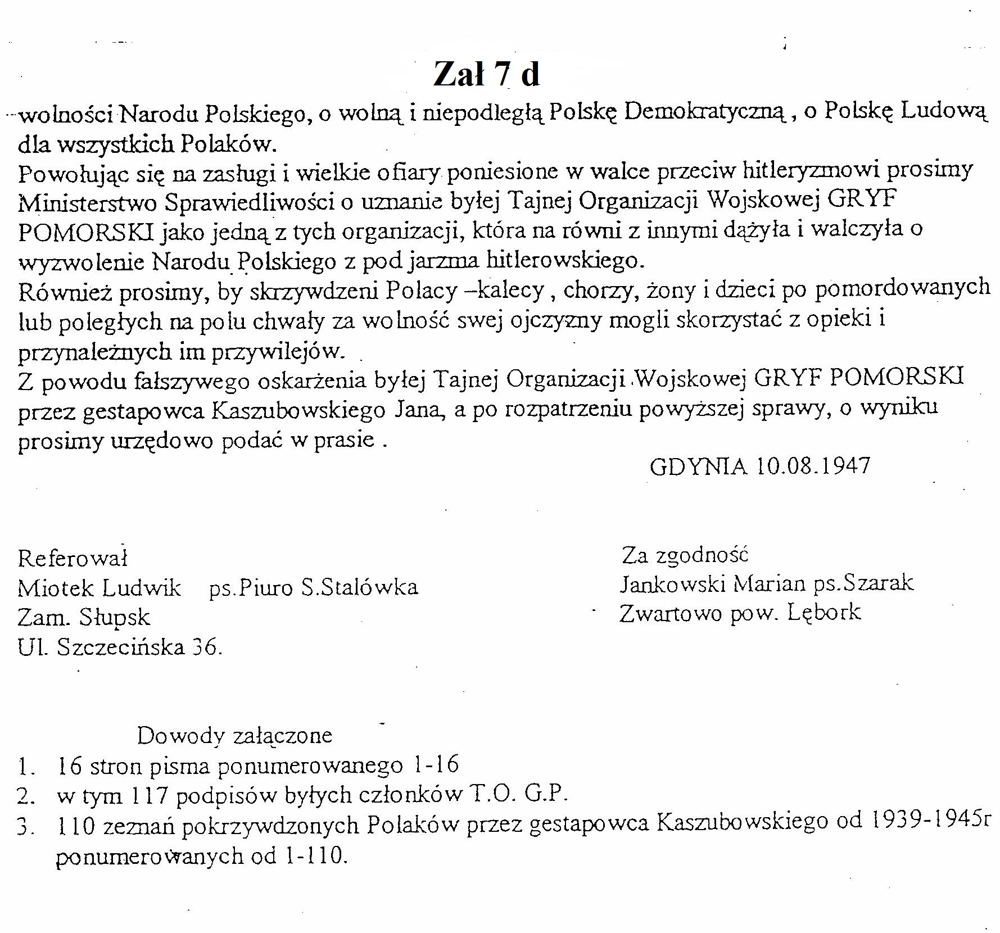 Zał 7 d
wolności Narodu Polskiego, o wolną i niepodległą Polskę Demokratyczną , o Polskę Ludową
dla wszystkich Polaków.
Powołując się na zasługi i wielkie ofiary poniesione w walce przeciw hitleryzmowi prosimy
Ministerstwo Sprawiedliwości o uznanie byłej Tajnej Organizacji Wojskowej GRYF
POMORSKI jako jedną z tych organizacji, która na równi z innymi dążyła i walczyła o
wyzwolenie Narodu Polskiego z pod jarzma hitlerowskiego.
Również prosimy, by skrzywdzeni Polacy –kalecy , chorzy, żony i dzieci po pomordowanych
lub poległych na polu chwały za wolność swej ojczyzny mogli skorzystać z opieki i
przynależnych im przywilejów.
Z powodu fałszywego oskarżenia byłej Tajnej Organizacji Wojskowej GRYF POMORSKI
przez gestapowca Kaszubowskiego Jana, a po rozpatrzeniu powyższej sprawy, o wyniku
prosimy urzędowo podać w prasie .
GDYNIA 10.08.1947
Referował
Miotek Ludwik ps.Piuro S.Stalówka
Zam. Słupsk
Ul. Szczecińska 36.
Za zgodność
Jankowski Marian ps.Szarak
Zwartowo pow. Lębork
Dowody załączone
1. 16 stron pisma ponumerowanego 1-16
2. w tym 117 podpisów byłych członków T.O. G.P.
3. 110 zeznań pokrzywdzonych Polaków przez gestapowca Kaszubowskiego od 1939-1945r
ponumerowanych od 1-110.